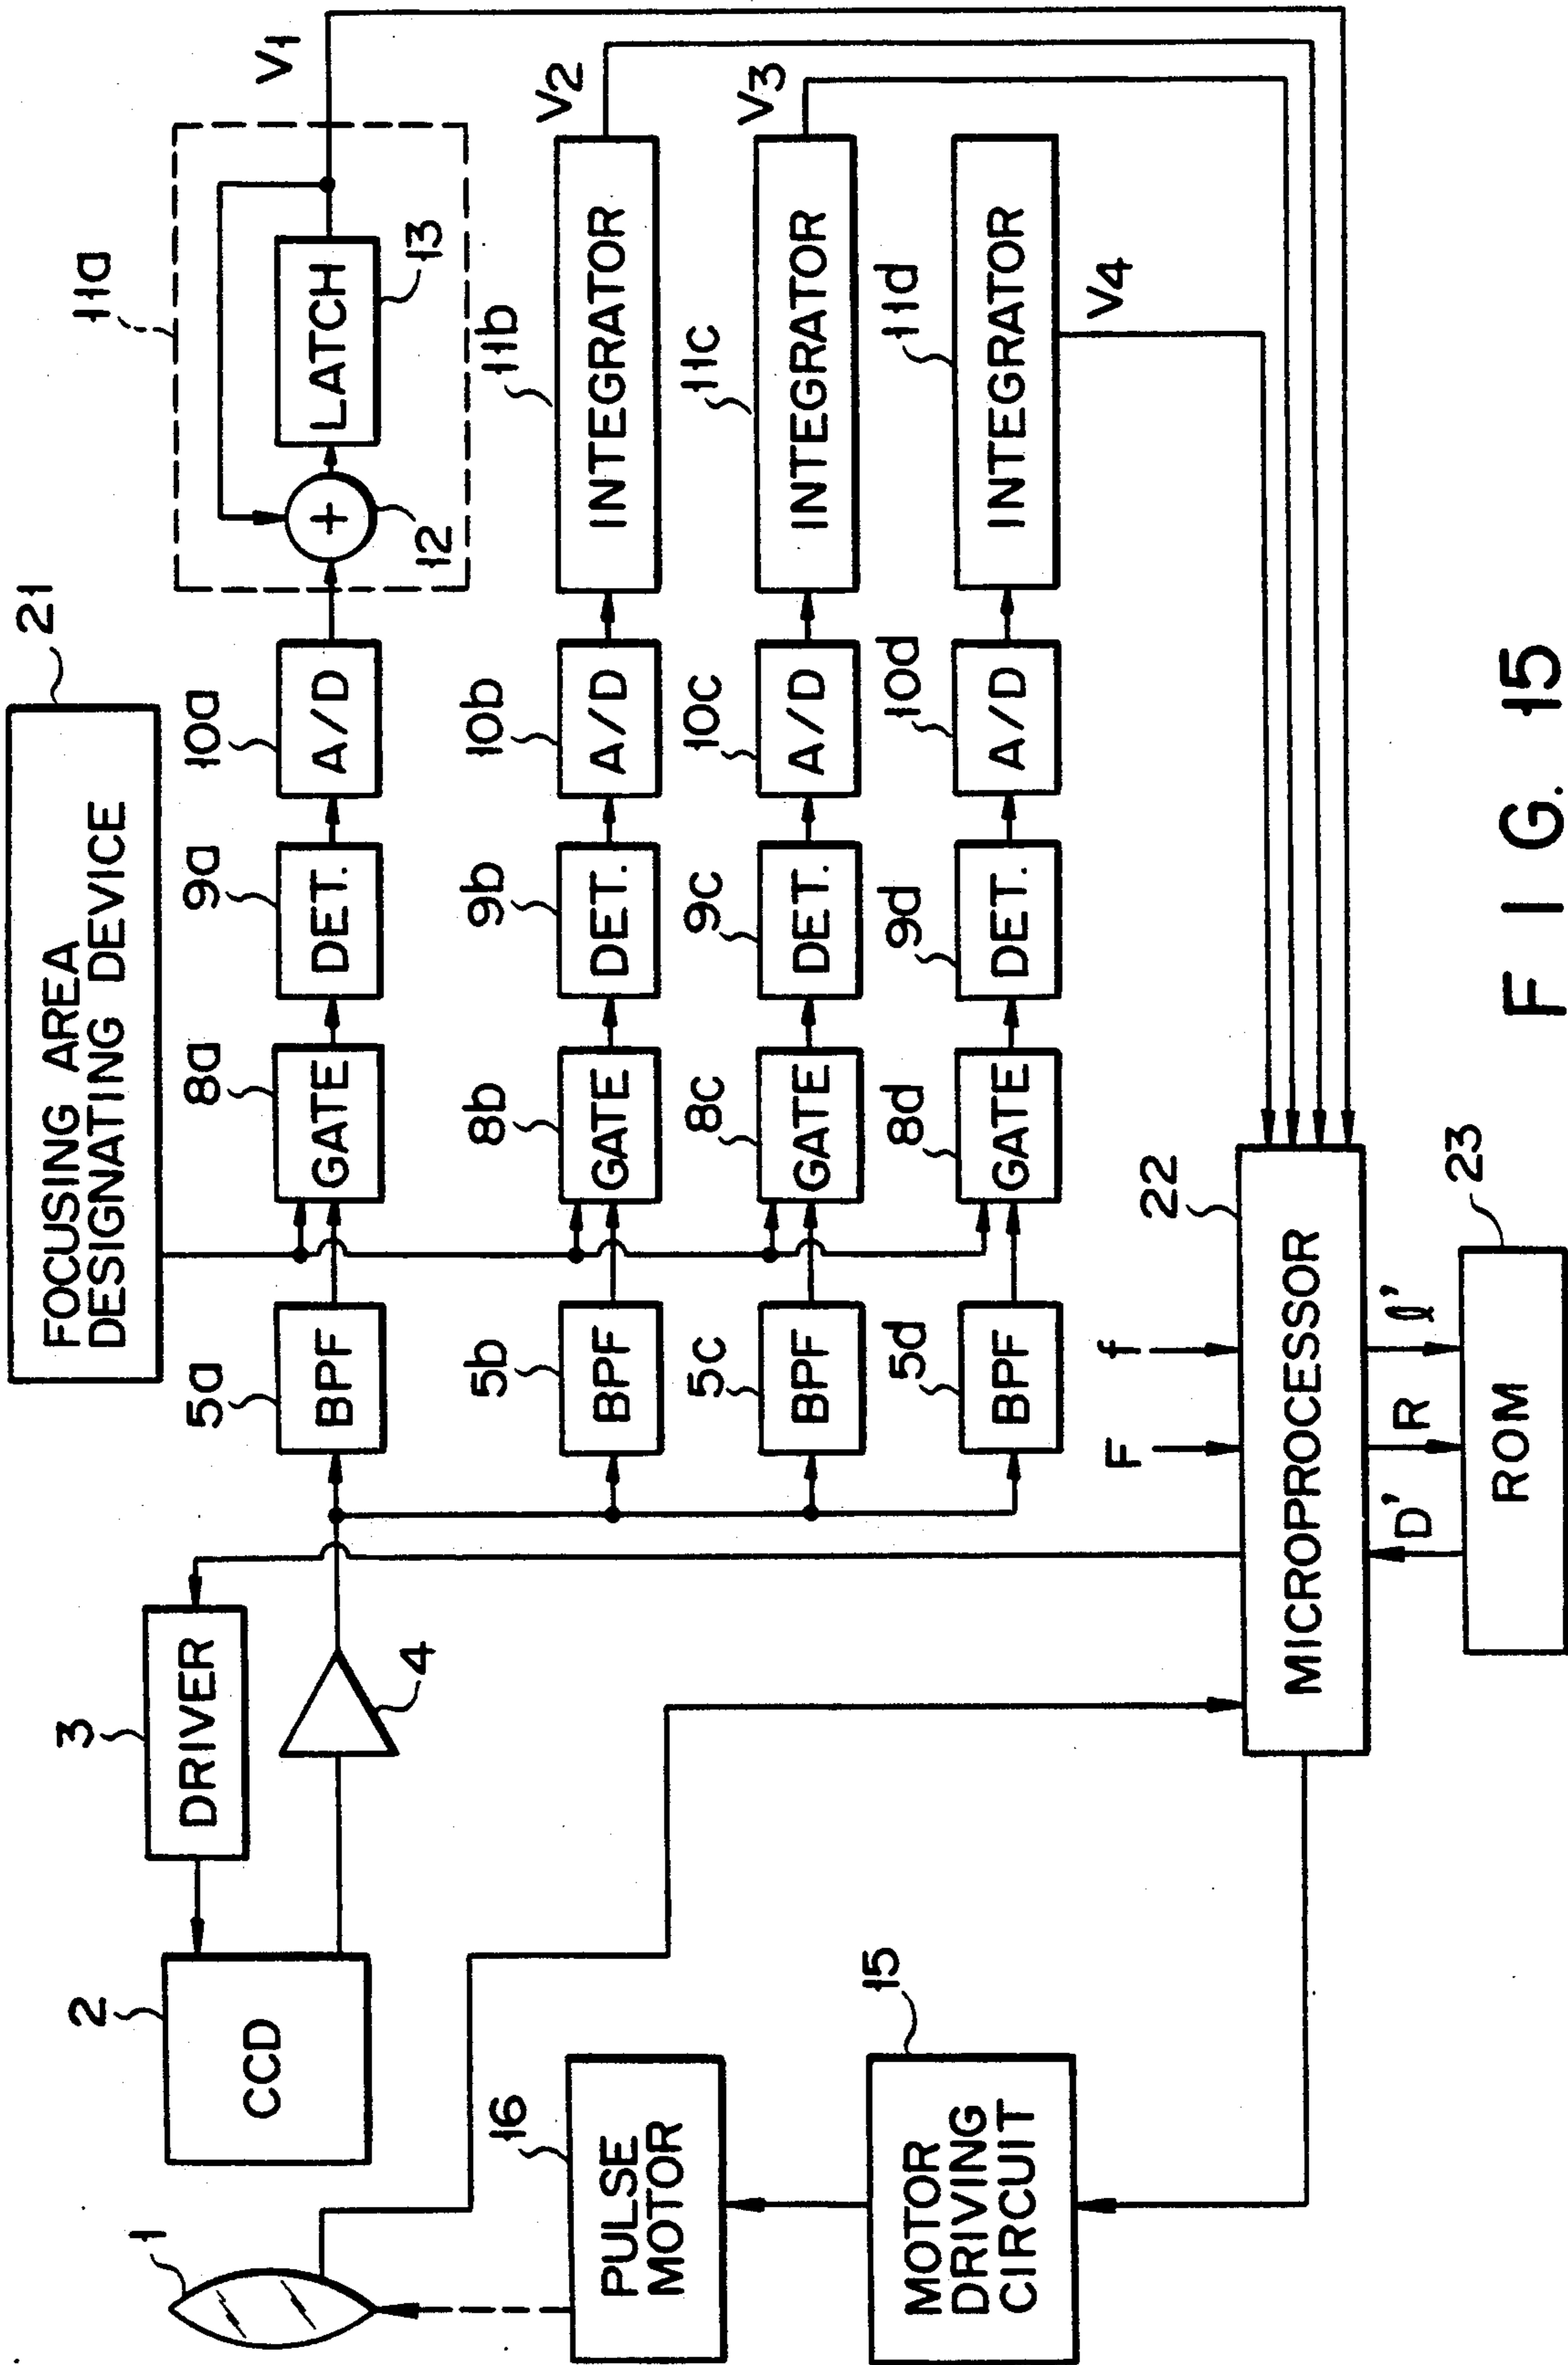 FOCUSING AREA
DESIGNATING DEVICE
21
1
2
CCD
3
DRIVER
4
5a
BPF
8a
GATE
9a
DET.
10a
A/D
11a
12
+
LATCH
13
V1
5b
BPF
8b
GATE
9b
DET.
10b
A/D
11b
INTEGRATOR
V2
5c
BPF
8c
GATE
9c
DET.
10c
A/D
11c
INTEGRATOR
V3
5d
BPF
8d
GATE
9d
DET.
10d
A/D
11d
INTEGRATOR
V4
16
PULSE
MOTOR
15
MOTOR
DRIVING
CIRCUIT
F
f
22
MICROPROCESSOR
D'
R
ℓ'
23
ROM
FIG. 15